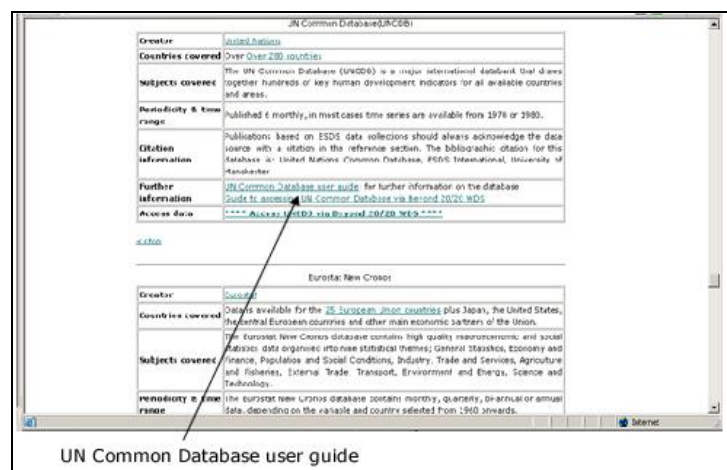 UN Common Database(UNCDB)
Creator United Nations
Countries covered Over Over 280 countries
The UN Common Database (UNCDB) is a major international databank that draws
Subjects covered together hundreds of key human development indicators for all available countries
and areas.
Periodicity & time
range Published 6 monthly, in most cases time series are available from 1970 or 1980.
Publications based on ESDS data collections should always acknowledge the data
Citation source with a citation in the reference section. The bibliographic citation for this
information database is: United Nations Common Database, ESDS International, University of
Manchester
Further UN Common Database user guide for further information on the database
information Guide to accessing UN Common Database via Beyond 20/20 WDS
Access data **** Access UNCDB via Beyond 20/20 WDS ****
Eurostat New Cronos
Creator Eurostat
Countries covered Data is available for the 25 European Union countries plus Japan, the United States,
the central European countries and other main economic partners of the Union.
The Eurostat New Cronos database contains high quality macroeconomic and social
statistics data organised into nine statistical themes; General Statistics, Economy and
Subjects covered Finance, Population and Social Conditions, Industry, Trade and Services, Agriculture
and Fisheries, External Trade, Transport, Environment and Energy, Science and
Technology.
Periodicity & time The Eurostat New Cronos database contains monthly, quarterly, bi-annual or annual
range data, depending on the variable and country selected from 1960 onwards.
Internet
UN Common Database user guide